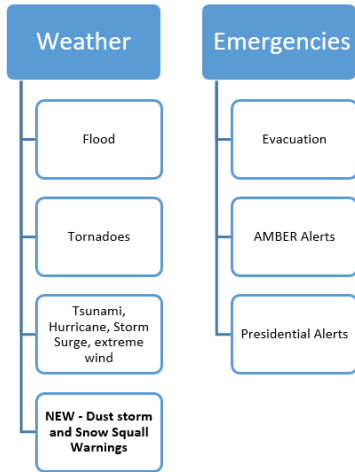 Weather
Flood
Tornadoes
Tsunami,
Hurricane, Storm
Surge, extreme
wind
NEW - Dust storm
and Snow Squall
Warnings
Emergencies
Evacuation
AMBER Alerts
Presidential Alerts